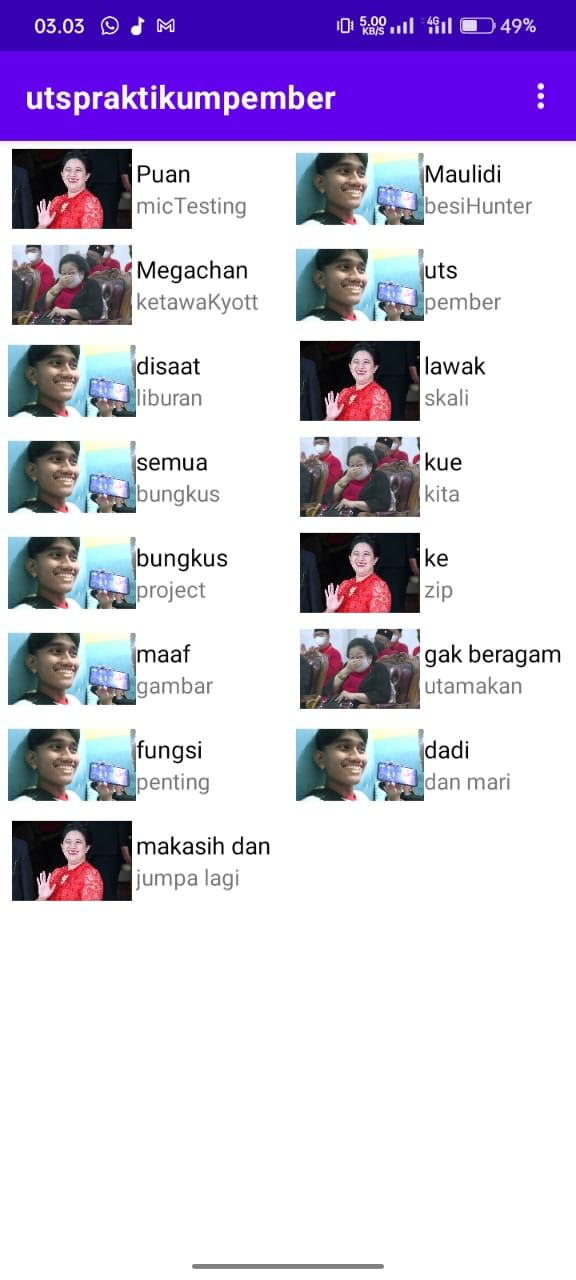 03.03
5.00
KB/S
4G
49%
utspraktikumpember
Puan
micTesting
Maulidi
besiHunter
Megachan
ketawaKyott
uts
pember
disaat
liburan
lawak
skali
semua
bungkus
kue
kita
bungkus
project
ke
zip
maaf
gambar
gak beragam
utamakan
fungsi
penting
dadi
dan mari
makasih dan
jumpa lagi